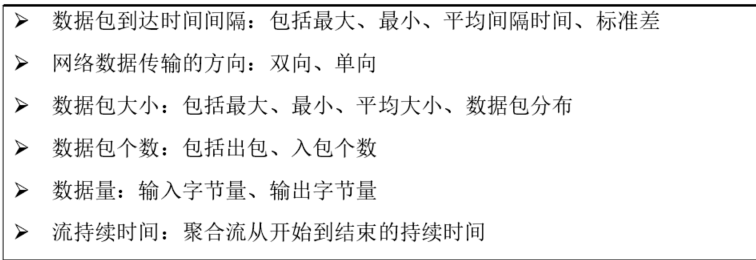 ➤ 数据包到达时间间隔：包括最大、最小、平均间隔时间、标准差
➤ 网络数据传输的方向：双向、单向
➤ 数据包大小：包括最大、最小、平均大小、数据包分布
➤ 数据包个数：包括出包、入包个数
➤ 数据量：输入字节量、输出字节量
➤ 流持续时间：聚合流从开始到结束的持续时间